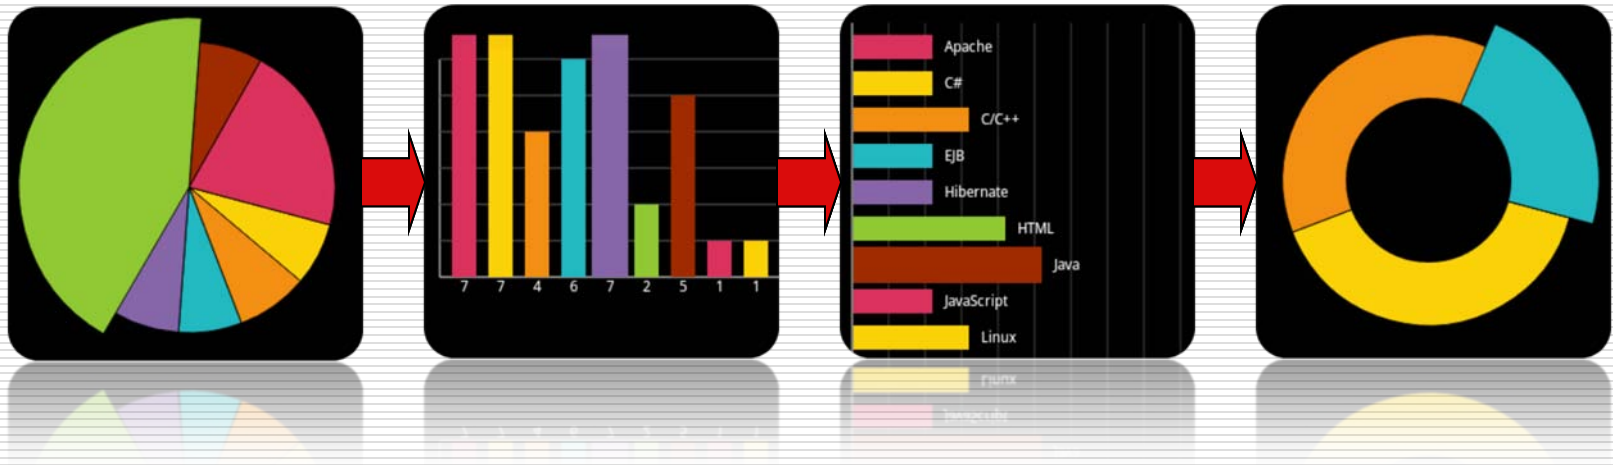 7 7 4 6 7 2 5 1 1
Apache
C#
C/C++
EJB
Hibernate
HTML
Java
JavaScript
Linux